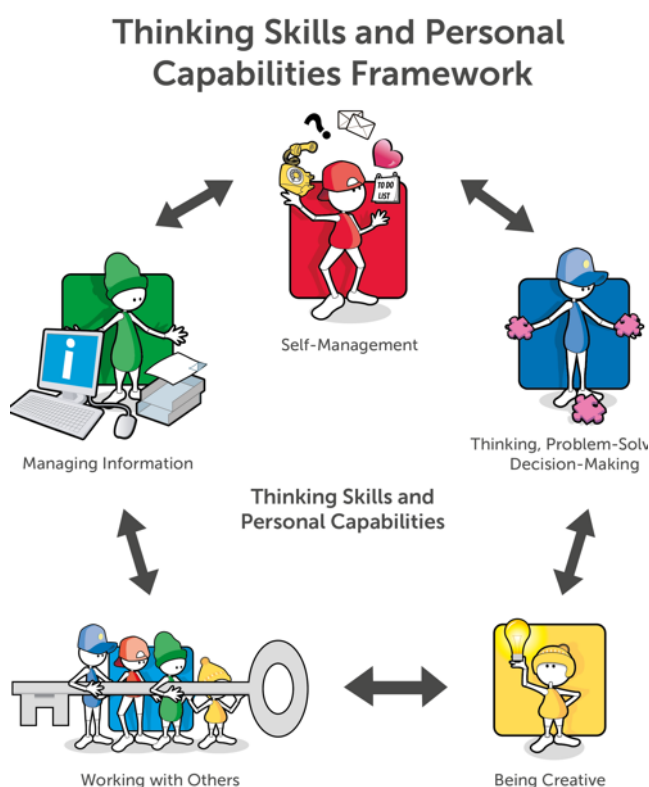 Thinking Skills and Personal
Capabilities Framework
?
TO DO
LIST
Self-Management
i
Managing Information
Thinking, Problem-Solv
Decision-Making
Thinking Skills and
Personal Capabilities
Working with Others
Being Creative